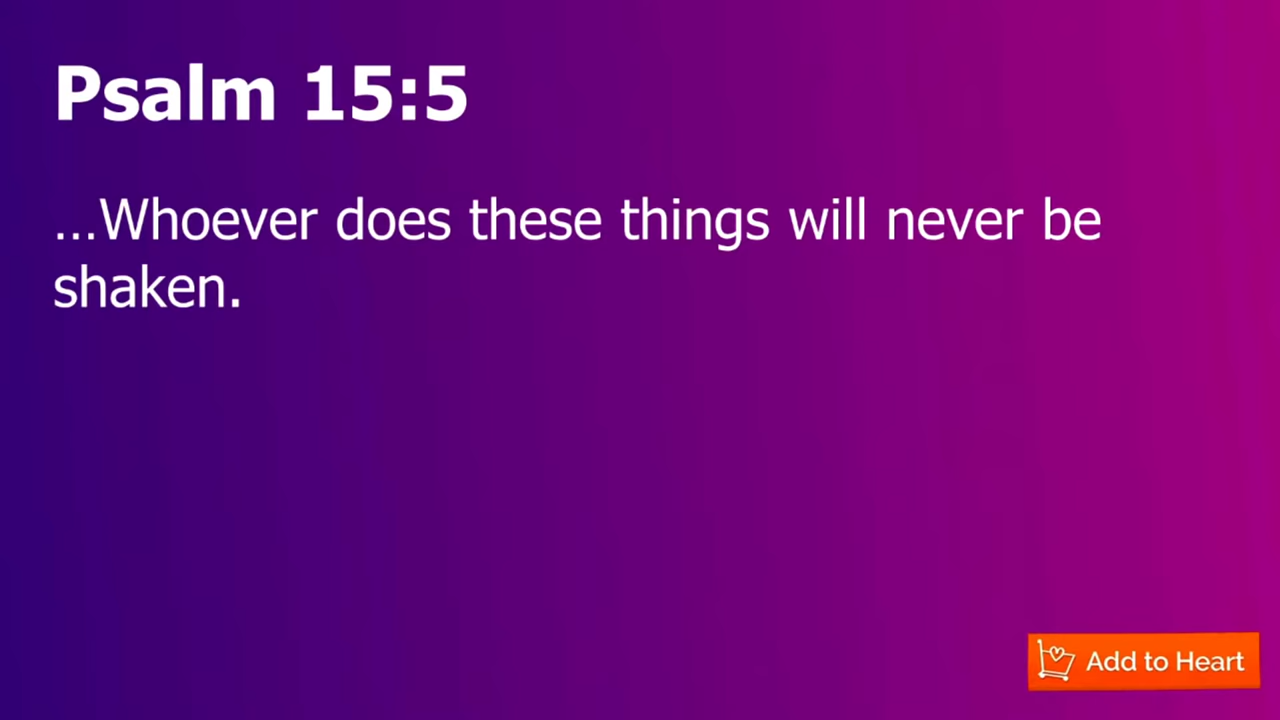 Psalm 15:5
…Whoever does these things will never be
shaken.
Add to Heart